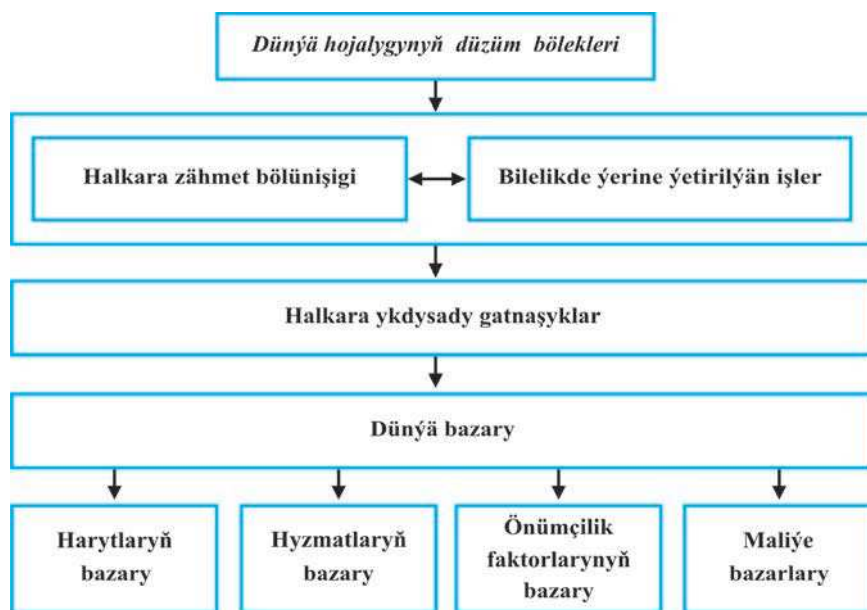 Dünýä hojalygynyň düzüm bölekleri
Halkara zähmet bölünişigi
Bilelikde ýerine ýetirilýän işler
Halkara ykdysady gatnaşyklar
Dünýä bazary
Harytlaryň
bazary
Hyzmatlaryň
bazary
Önümçilik
faktorlarynyň
bazary
Maliýe
bazarlary